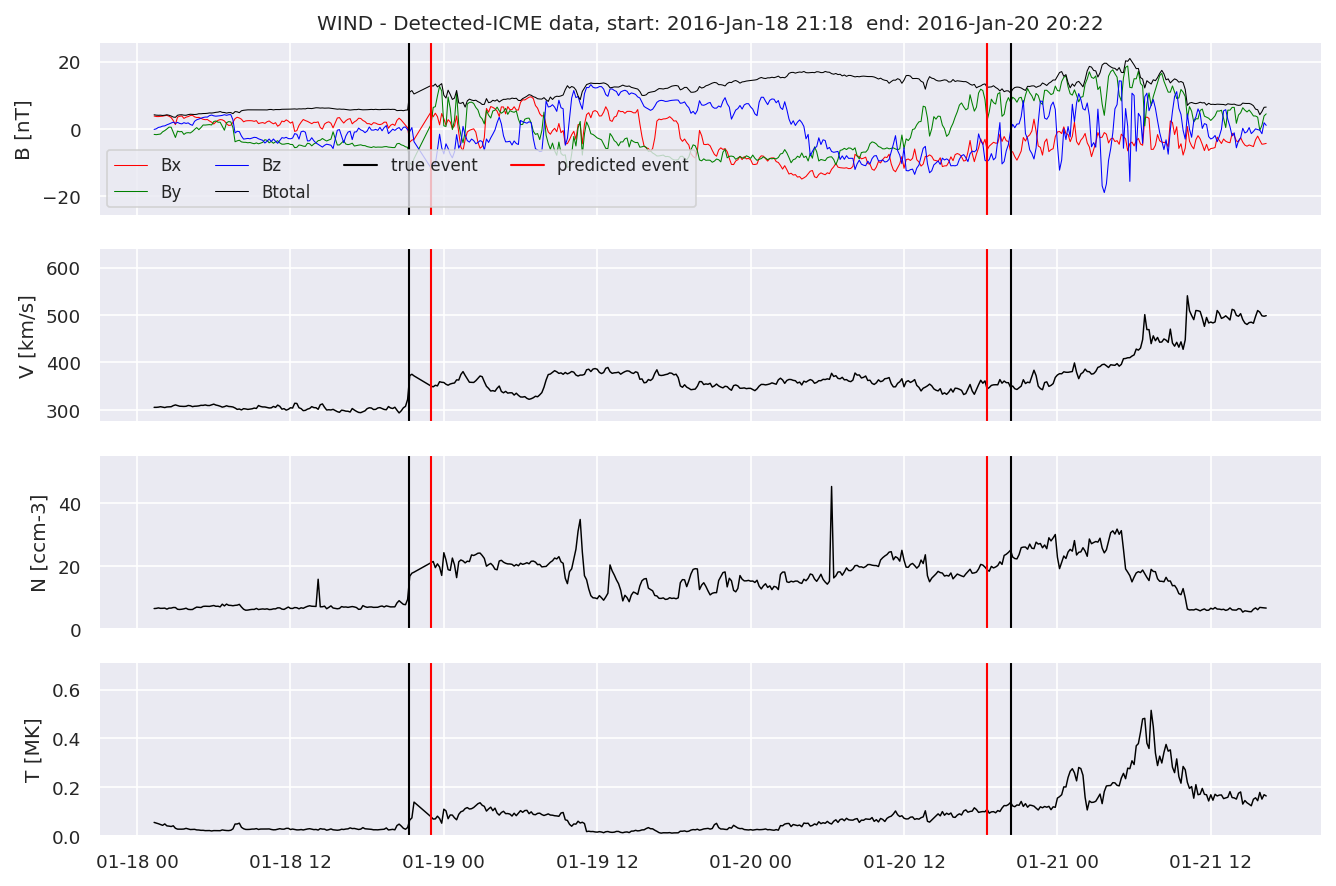 WIND - Detected-ICME data, start: 2016-Jan-18 21:18  end: 2016-Jan-20 20:22
B [nT]
20
0
−20
Bx Bz true event predicted event
By Btotal
V [km/s]
600
500
400
300
N [ccm-3]
40
20
0
T [MK]
0.6
0.4
0.2
0.0
01-18 00 01-18 12 01-19 00 01-19 12 01-20 00 01-20 12 01-21 00 01-21 12